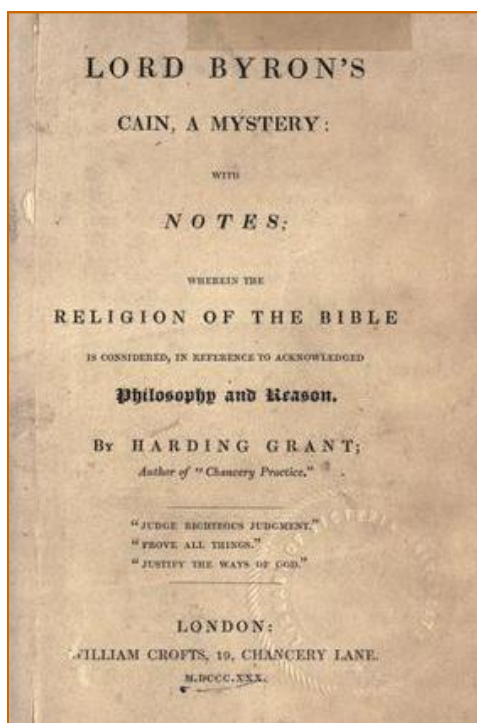 LORD BYRON'S
CAIN, A MYSTERY:
WITH
NOTES;
WHEREIN THE
RELIGION OF THE BIBLE
IS CONSIDERED, IN REFERENCE TO ACKNOWLEDGED
Philosophy and Reason.
BY HARDING GRANT;
Author of "Chancery Practice."
"JUDGE RIGHTEOUS JUDGMENT."
"PROVE ALL THINGS."
"JUSTIFY THE WAYS OF GOD."
LONDON:
WILLIAM CROFTS, 19, CHANCERY LANE.
M.DCCC.XXX.